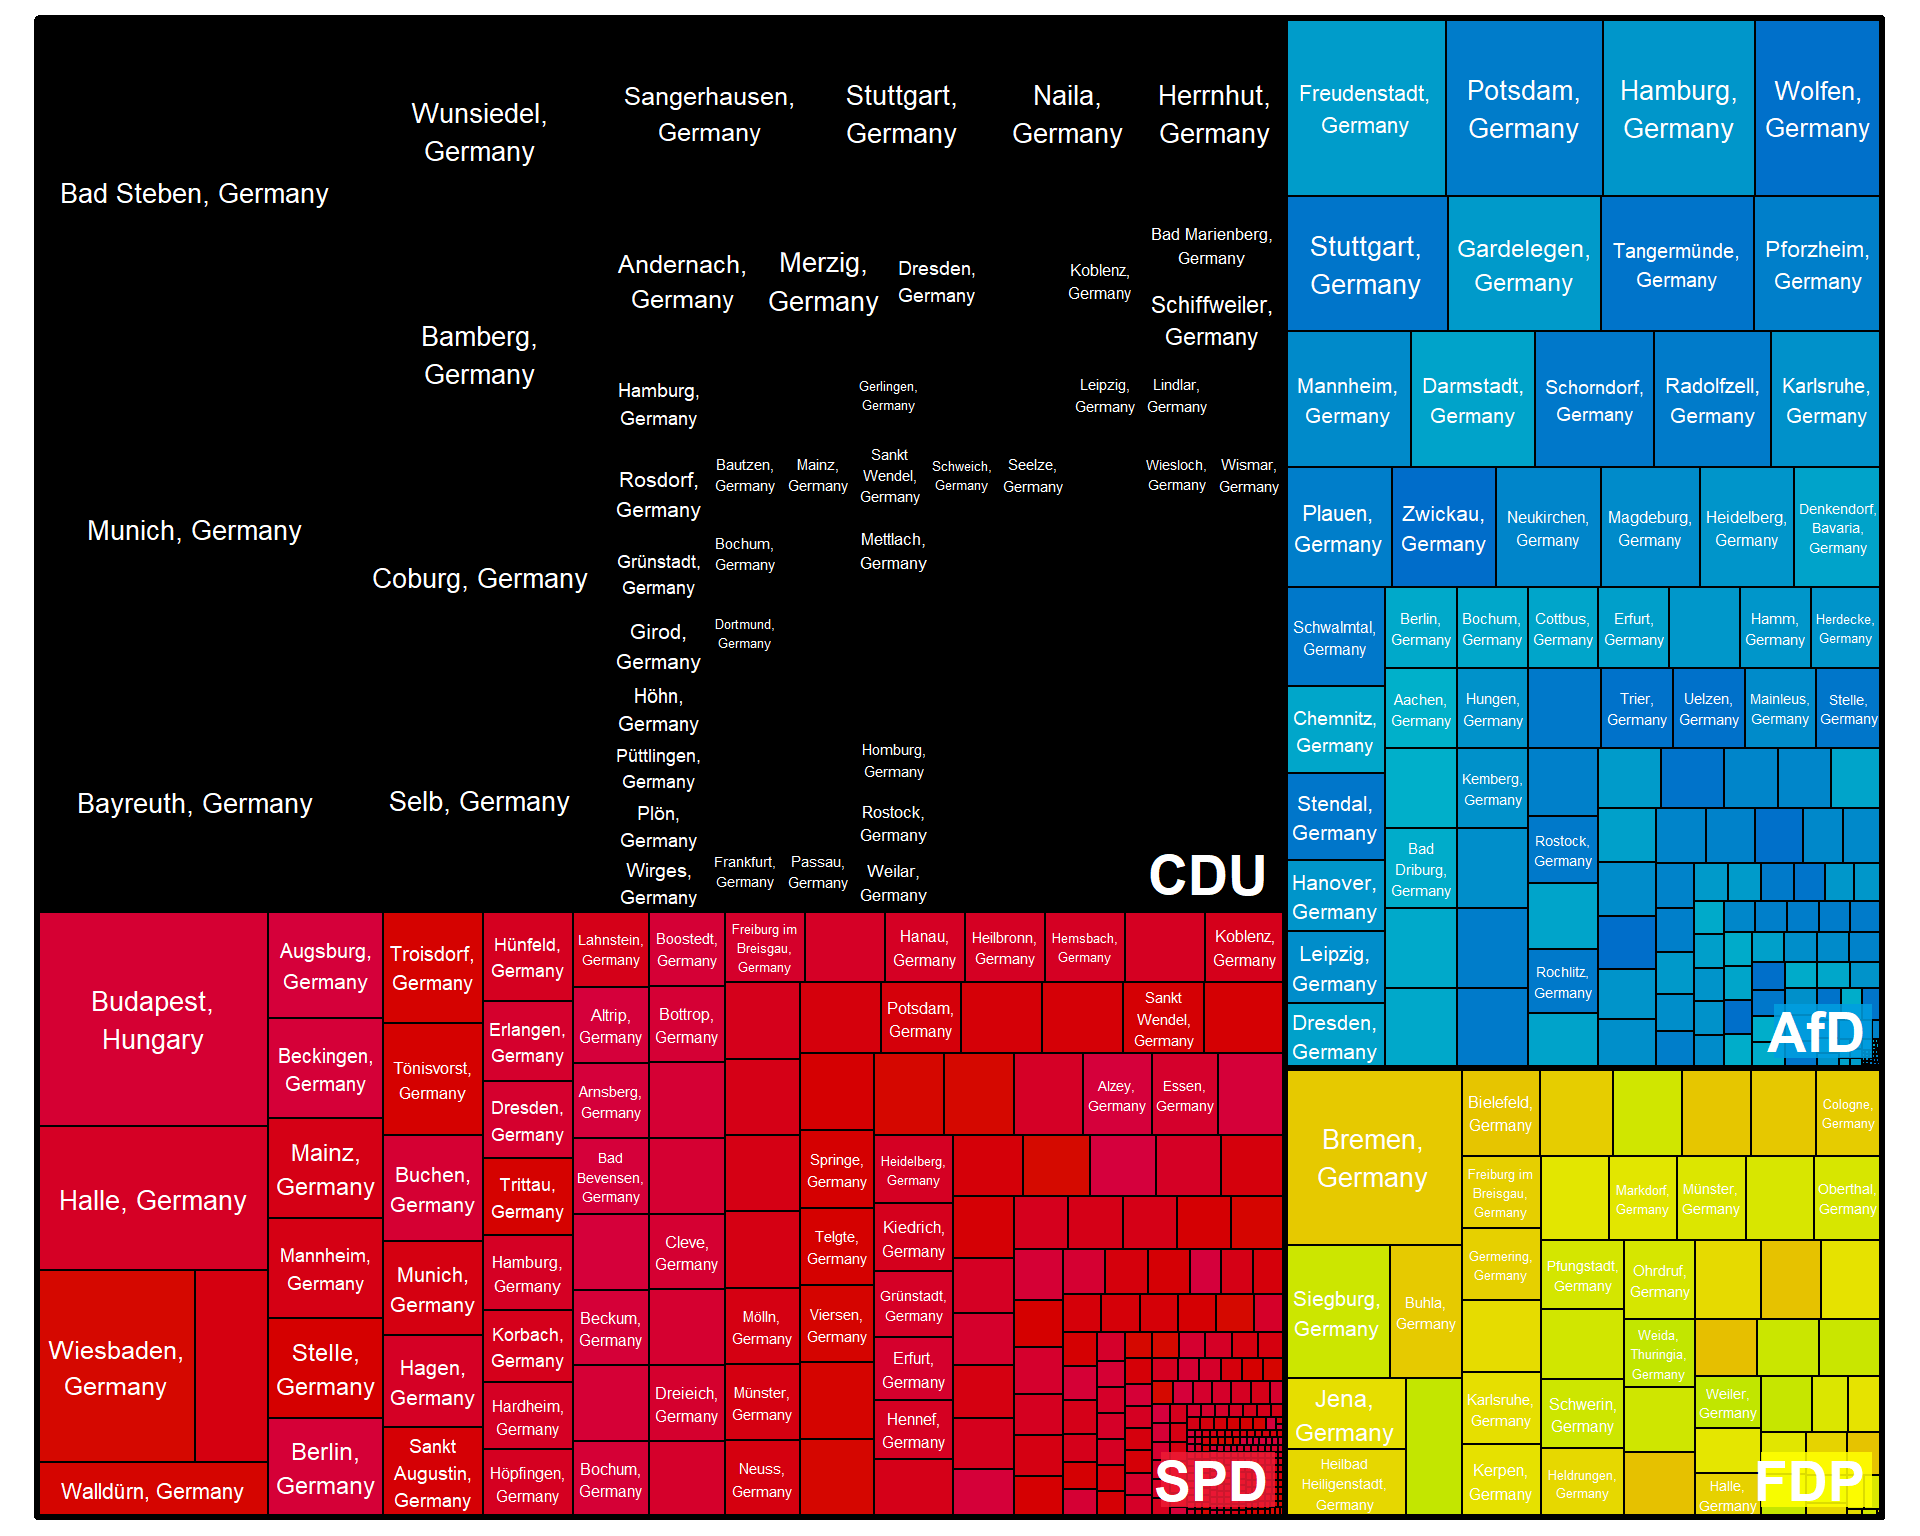 Bad Steben, Germany
Munich, Germany
Bayreuth, Germany
Wunsiedel,
Germany
Bamberg,
Germany
Coburg, Germany
Selb, Germany
Sangerhausen,
Germany
Stuttgart,
Germany
Naila,
Germany
Herrnhut,
Germany
Andernach,
Germany
Merzig,
Germany
Dresden,
Germany
Koblenz,
Germany
Bad Marienberg,
Germany
Schiffweiler,
Germany
Hamburg,
Germany
Gerlingen,
Germany
Leipzig,
Germany
Lindlar,
Germany
Rosdorf,
Germany
Bautzen,
Germany
Mainz,
Germany
Sankt
Wendel,
Germany
Schweich,
Germany
Seelze,
Germany
Wiesloch,
Germany
Wismar,
Germany
Grünstadt,
Germany
Bochum,
Germany
Mettlach,
Germany
Girod,
Germany
Dortmund,
Germany
Höhn,
Germany
Püttlingen,
Germany
Homburg,
Germany
Plön,
Germany
Rostock,
Germany
Wirges,
Germany
Frankfurt,
Germany
Passau,
Germany
Weilar,
Germany
CDU
Freudenstadt,
Germany
Potsdam,
Germany
Hamburg,
Germany
Wolfen,
Germany
Stuttgart,
Germany
Gardelegen,
Germany
Tangermünde,
Germany
Pforzheim,
Germany
Mannheim,
Germany
Darmstadt,
Germany
Schorndorf,
Germany
Radolfzell,
Germany
Karlsruhe,
Germany
Plauen,
Germany
Zwickau,
Germany
Neukirchen,
Germany
Magdeburg,
Germany
Heidelberg,
Germany
Denkendorf,
Bavaria,
Germany
Schwalmtal,
Germany
Berlin,
Germany
Bochum,
Germany
Cottbus,
Germany
Erfurt,
Germany
Hamm,
Germany
Herdecke,
Germany
Chemnitz,
Germany
Aachen,
Germany
Hungen,
Germany
Trier,
Germany
Uelzen,
Germany
Mainleus,
Germany
Stelle,
Germany
Stendal,
Germany
Kemberg,
Germany
Hanover,
Germany
Bad
Driburg,
Germany
Rostock,
Germany
Leipzig,
Germany
Rochlitz,
Germany
Dresden,
Germany
AfD
Budapest,
Hungary
Halle, Germany
Wiesbaden,
Germany
Walldürn, Germany
Augsburg,
Germany
Beckingen,
Germany
Mainz,
Germany
Mannheim,
Germany
Stelle,
Germany
Berlin,
Germany
Troisdorf,
Germany
Tönisvorst,
Germany
Buchen,
Germany
Munich,
Germany
Hagen,
Germany
Sankt
Augustin,
Germany
Hünfeld,
Germany
Erlangen,
Germany
Dresden,
Germany
Trittau,
Germany
Hamburg,
Germany
Korbach,
Germany
Hardheim,
Germany
Höpfingen,
Germany
Lahnstein,
Germany
Altrip,
Germany
Arnsberg,
Germany
Bad
Bevensen,
Germany
Beckum,
Germany
Bochum,
Germany
Boostedt,
Germany
Bottrop,
Germany
Cleve,
Germany
Dreieich,
Germany
Freiburg im
Breisgau,
Germany
Mölln,
Germany
Münster,
Germany
Neuss,
Germany
Hanau,
Germany
Heilbronn,
Germany
Hemsbach,
Germany
Koblenz,
Germany
Potsdam,
Germany
Sankt
Wendel,
Germany
Alzey,
Germany
Essen,
Germany
Springe,
Germany
Telgte,
Germany
Viersen,
Germany
Heidelberg,
Germany
Kiedrich,
Germany
Grünstadt,
Germany
Erfurt,
Germany
Hennef,
Germany
SPD
Bremen,
Germany
Siegburg,
Germany
Buhla,
Germany
Jena,
Germany
Heilbad
Heiligenstadt,
Germany
Bielefeld,
Germany
Cologne,
Germany
Freiburg im
Breisgau,
Germany
Markdorf,
Germany
Münster,
Germany
Oberthal,
Germany
Germering,
Germany
Pfungstadt,
Germany
Ohrdruf,
Germany
Weida,
Thuringia,
Germany
Karlsruhe,
Germany
Schwerin,
Germany
Weiler,
Germany
Kerpen,
Germany
Heldrungen,
Germany
Halle,
Germany
FDP